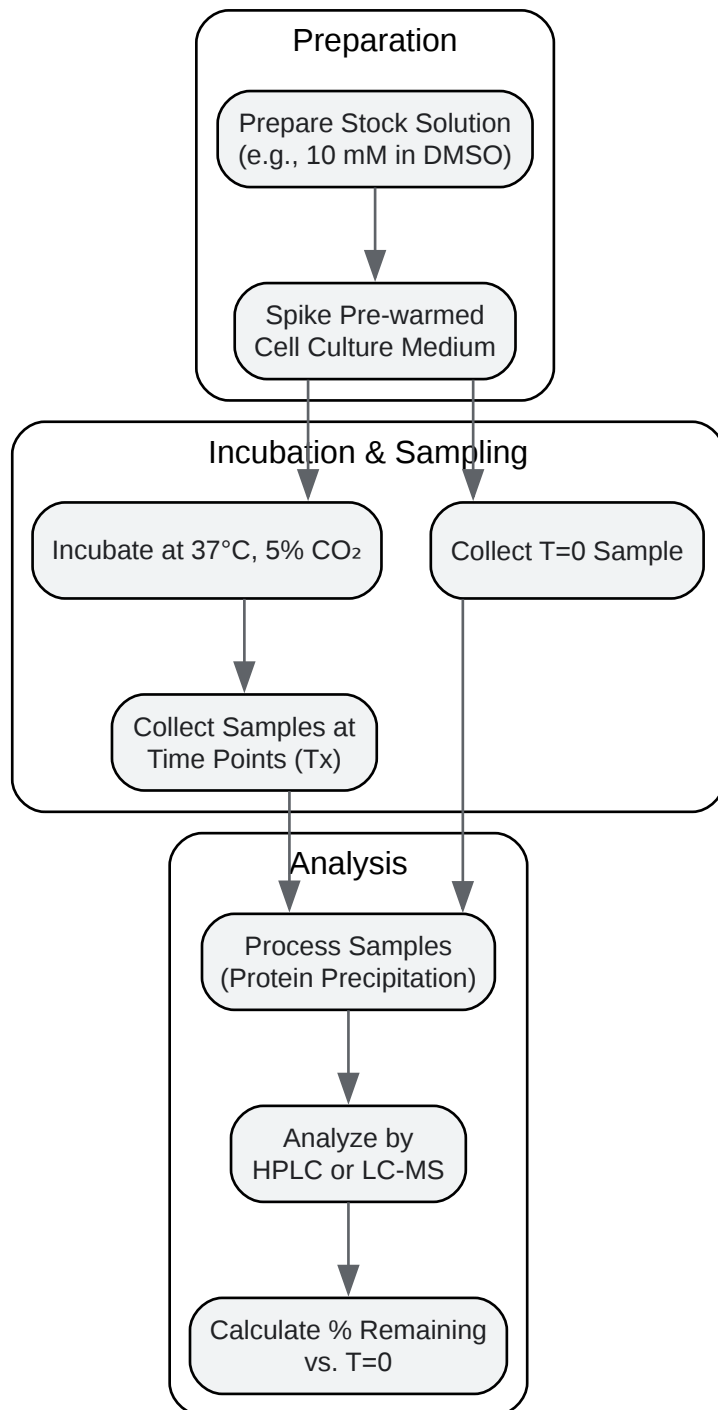 Preparation
Prepare Stock Solution
(e.g., 10 mM in DMSO)
Spike Pre-warmed
Cell Culture Medium
Incubation & Sampling
Incubate at 37°C, 5% CO₂
Collect T=0 Sample
Collect Samples at
Time Points (Tx)
Analysis
Process Samples
(Protein Precipitation)
Analyze by
HPLC or LC-MS
Calculate % Remaining
vs. T=0